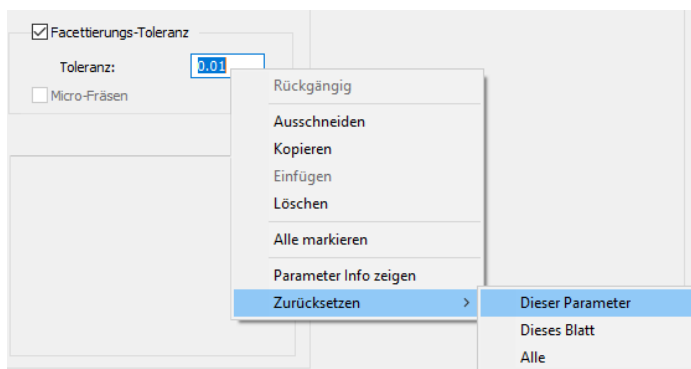 Facettierungs-Toleranz
Toleranz:
0.01
Micro-Fräsen
Rückgängig
Ausschneiden
Kopieren
Einfügen
Löschen
Alle markieren
Parameter Info zeigen
Zurücksetzen >
Dieser Parameter
Dieses Blatt
Alle